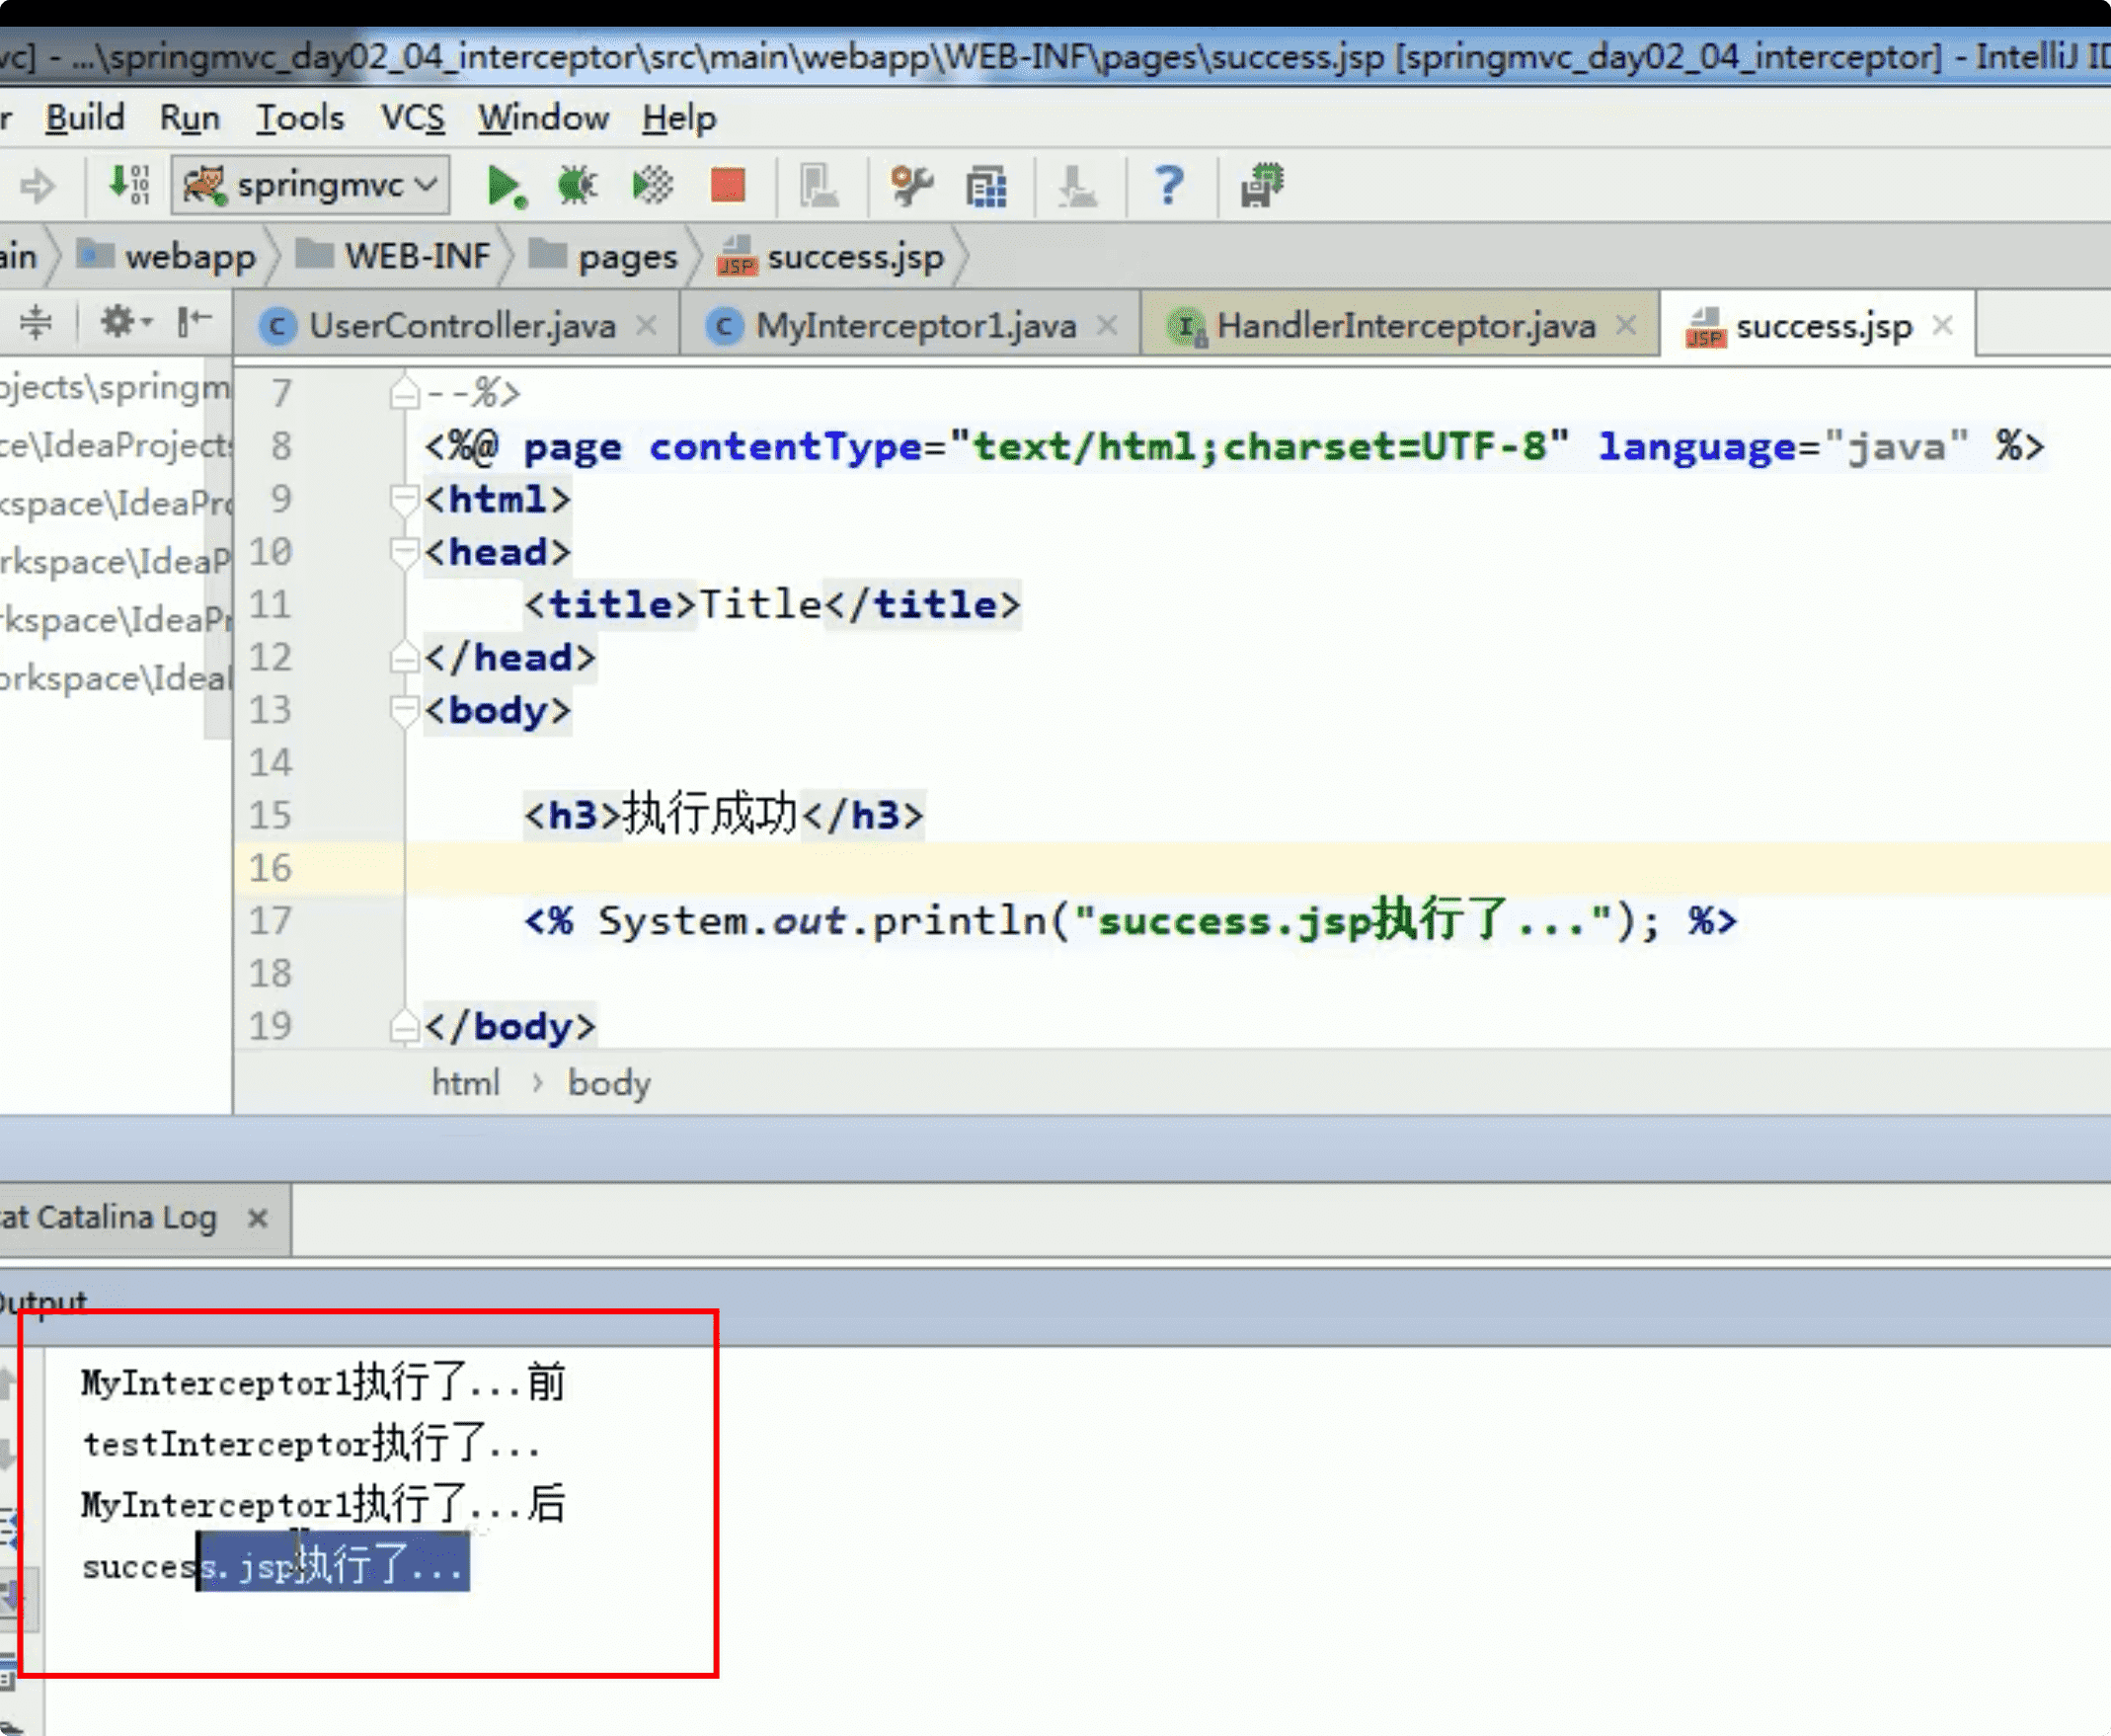 vc] - ...\springmvc_day02_04_interceptor\src\main\webapp\WEB-INF\pages\success.jsp [springmvc_day02_04_interceptor] - IntelliJ ID
r Build Run Tools VCS Window Help
springmvc
ain webapp WEB-INF pages success.jsp
UserController.java MyInterceptor1.java HandlerInterceptor.java success.jsp
ojects\springm
ce\IdeaProjects
kspace\IdeaPro
rkspace\IdeaP
rkspace\IdeaPr
orkspace\Idea
7 --%>
8 <%@ page contentType="text/html;charset=UTF-8" language="java" %>
9 <html>
10 <head>
11 <title>Title</title>
12 </head>
13 <body>
14
15 <h3>执行成功</h3>
16
17 <% System.out.println("success.jsp执行了..."); %>
18
19 </body>
html › body
cat Catalina Log
Output
MyInterceptor1执行了...前
testInterceptor执行了...
MyInterceptor1执行了...后
success.jsp执行了...